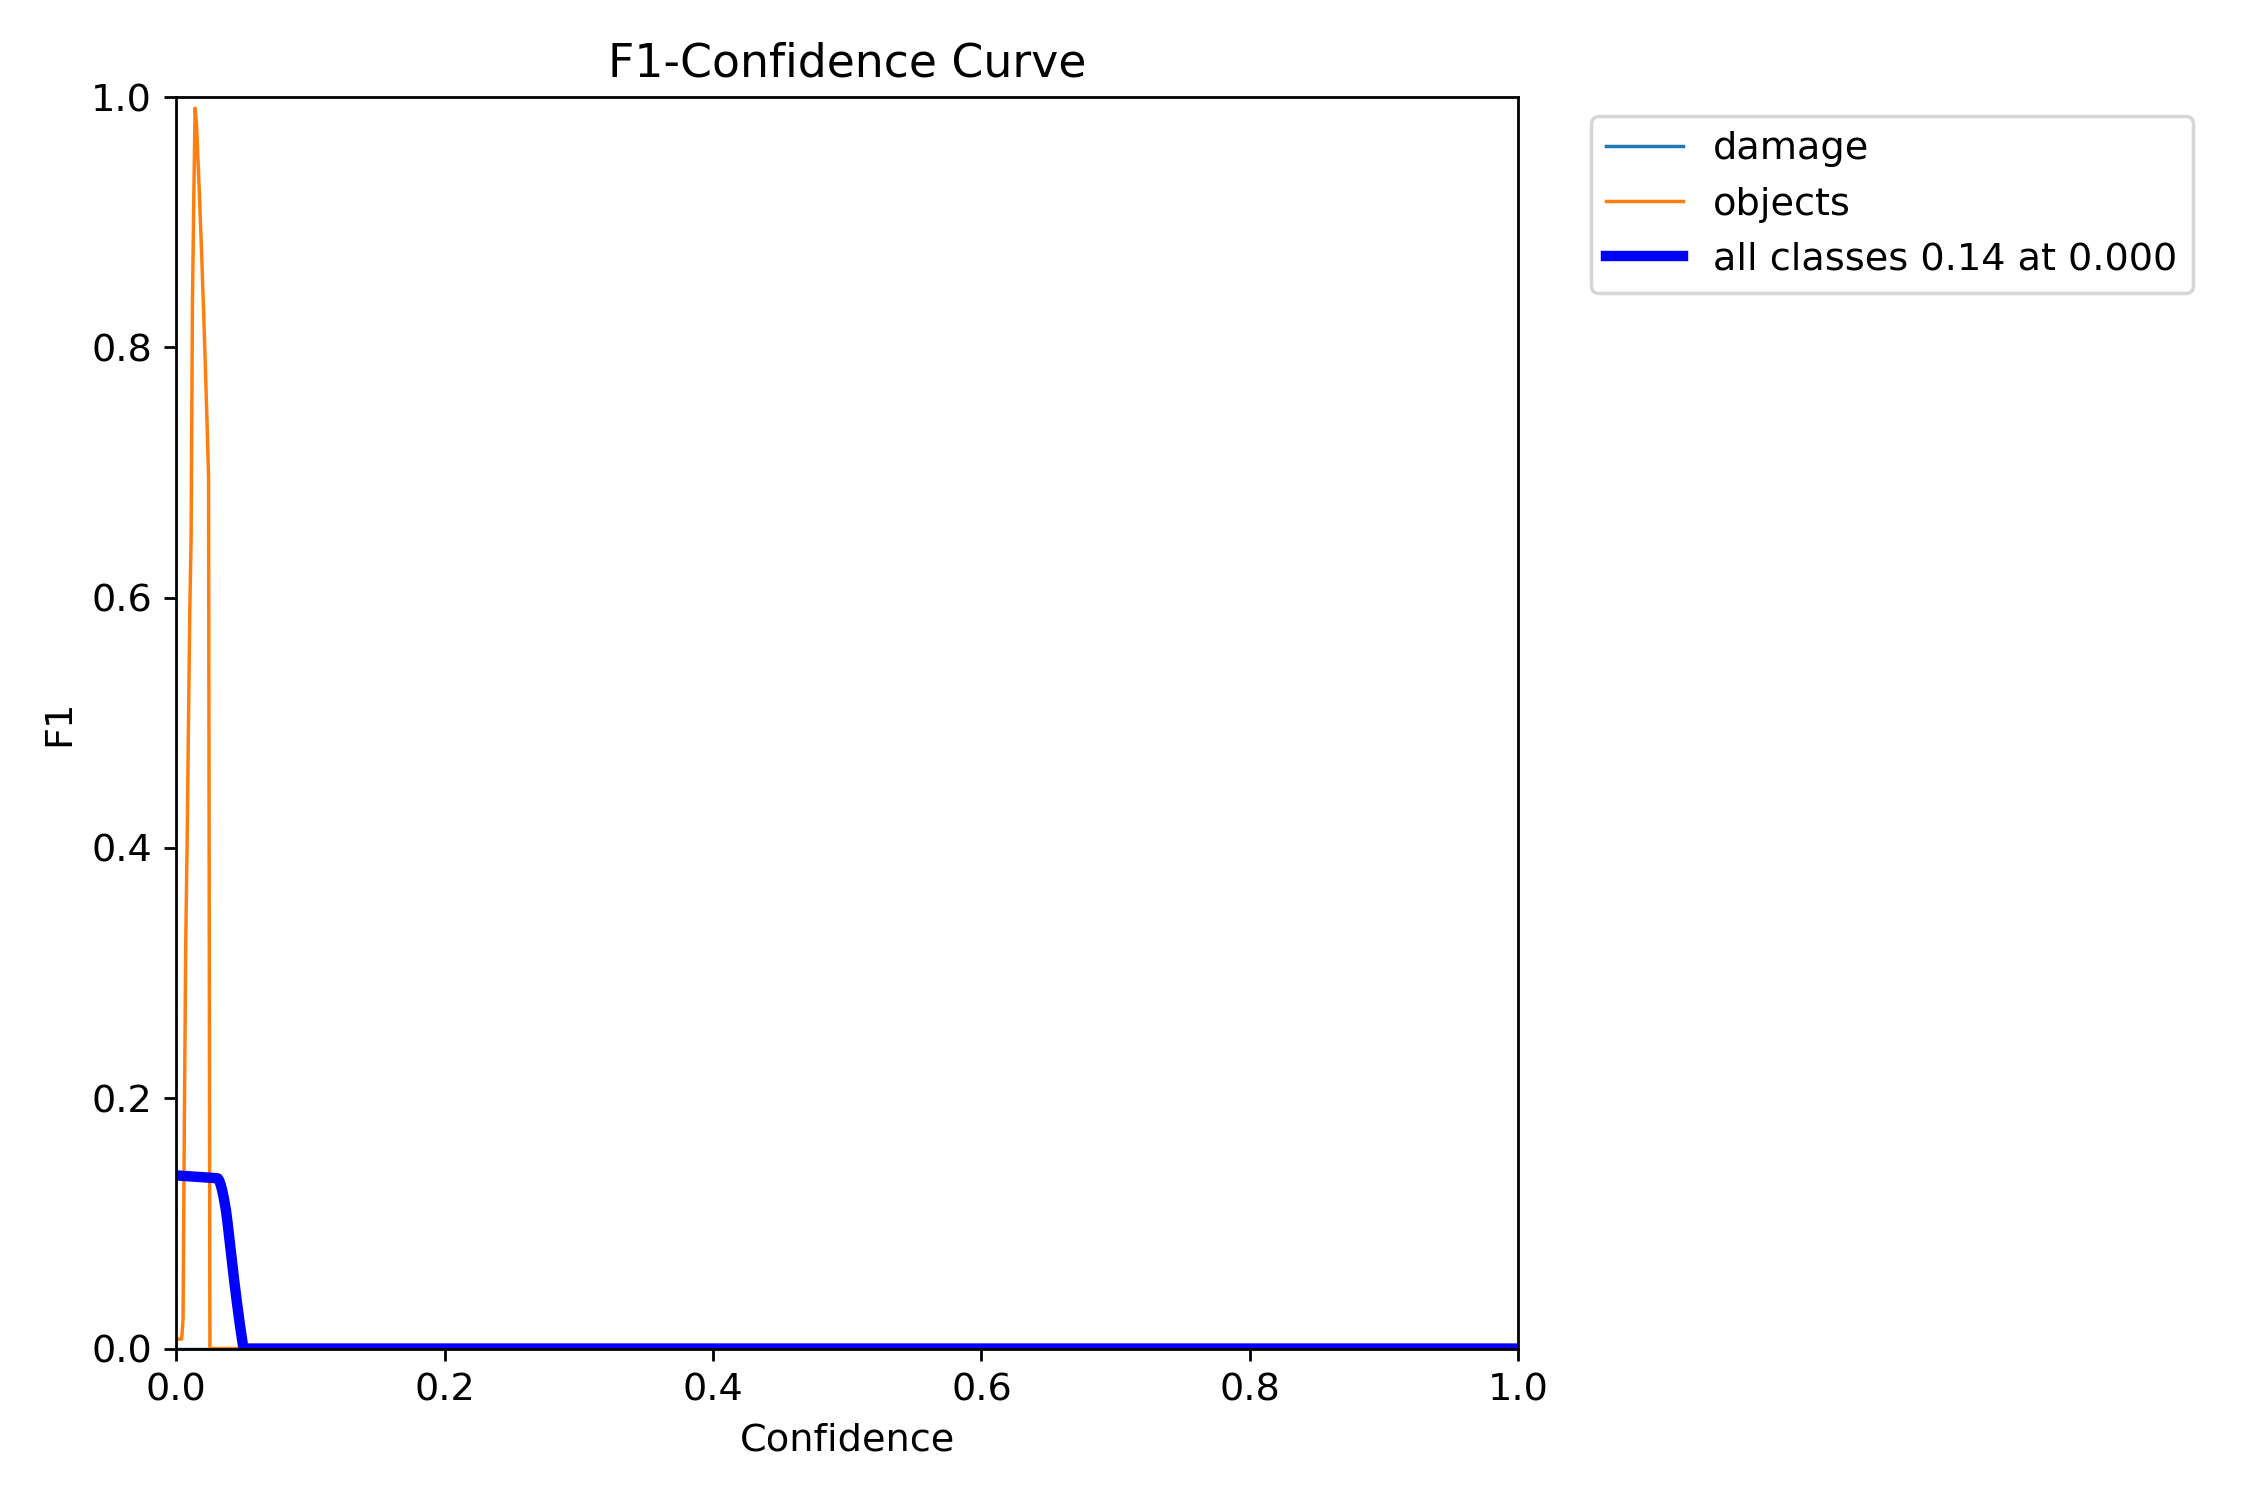 F1-Confidence Curve
1.0
0.8
0.6
0.4
0.2
0.0
F1
0.0 0.2 0.4 0.6 0.8 1.0
Confidence
damage
objects
all classes 0.14 at 0.000